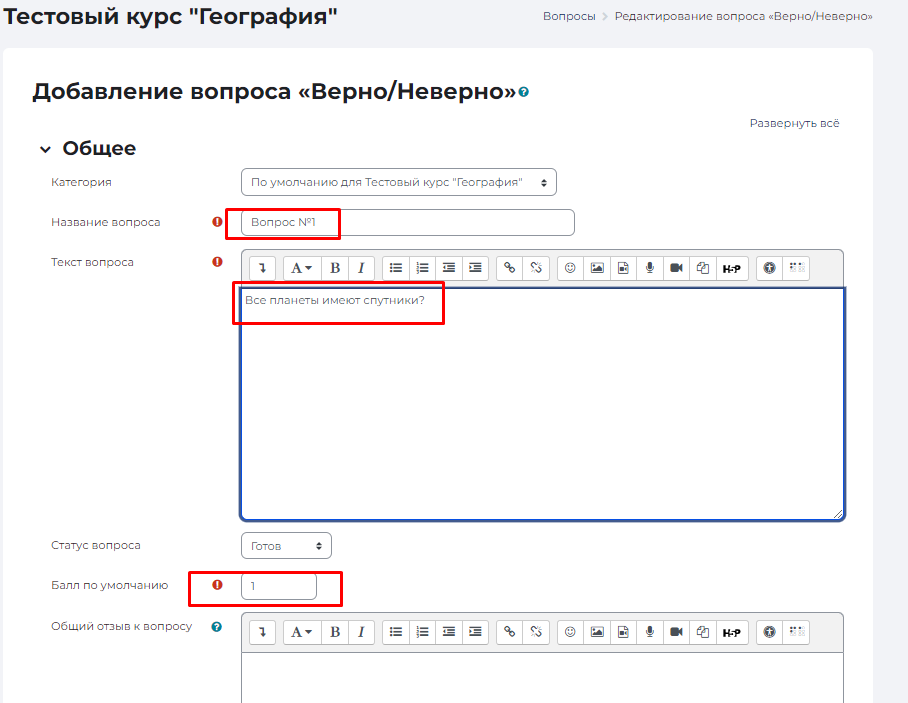 Тестовый курс "География"
Вопросы > Редактирование вопроса «Верно/Неверно»
Добавление вопроса «Верно/Неверно»
Развернуть всё
Общее
Категория
По умолчанию для Тестовый курс "География"
Название вопроса
Вопрос №1
Текст вопроса
A B I H-P
Все планеты имеют спутники?
Статус вопроса
Готов
Балл по умолчанию
1
Общий отзыв к вопросу
A B I H-P